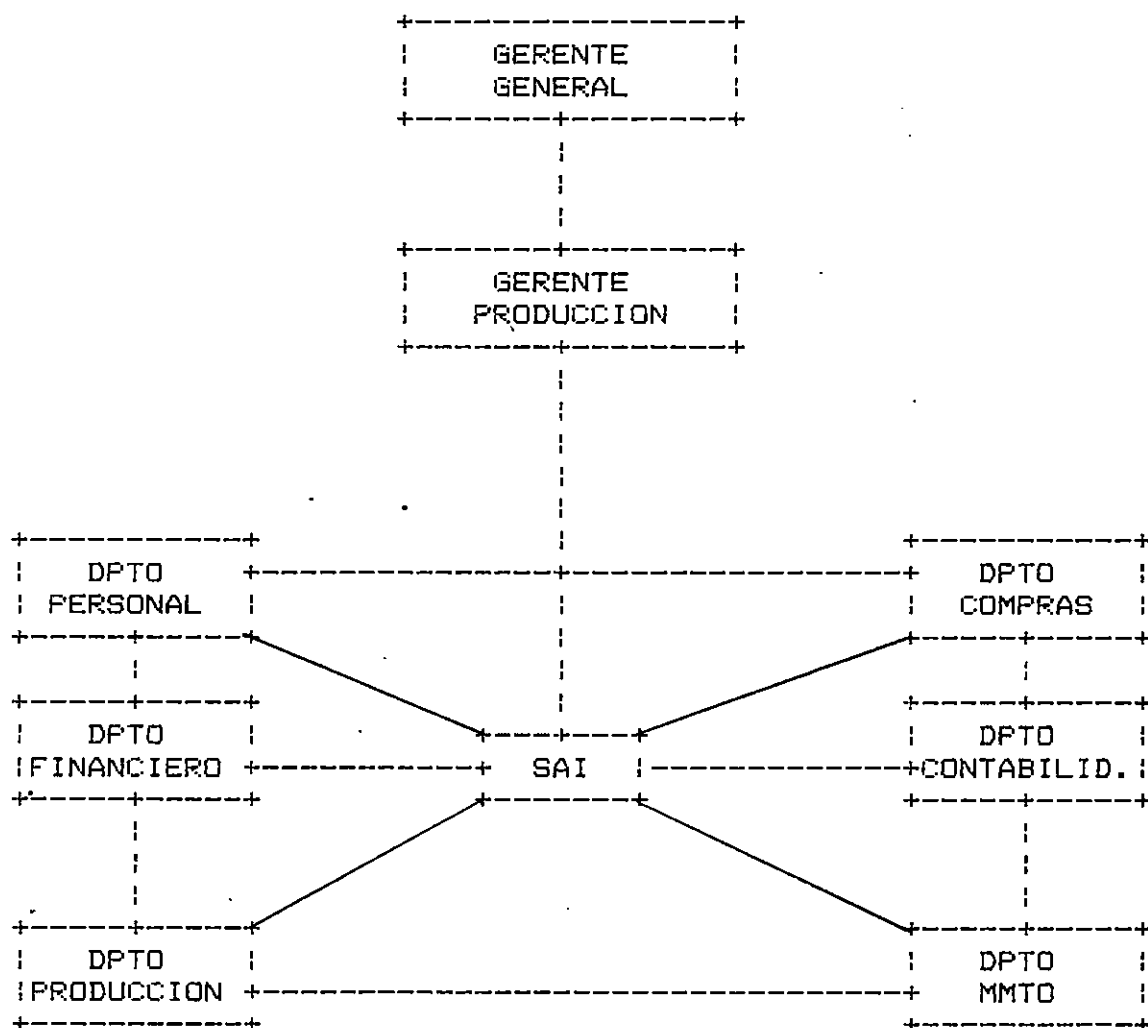 GERENTE
GENERAL
GERENTE
PRODUCCION
DPTO
PERSONAL
DPTO
COMPRAS
DPTO
FINANCIERO
SAI
DPTO
CONTABILID.
DPTO
PRODUCCION
DPTO
MMTO